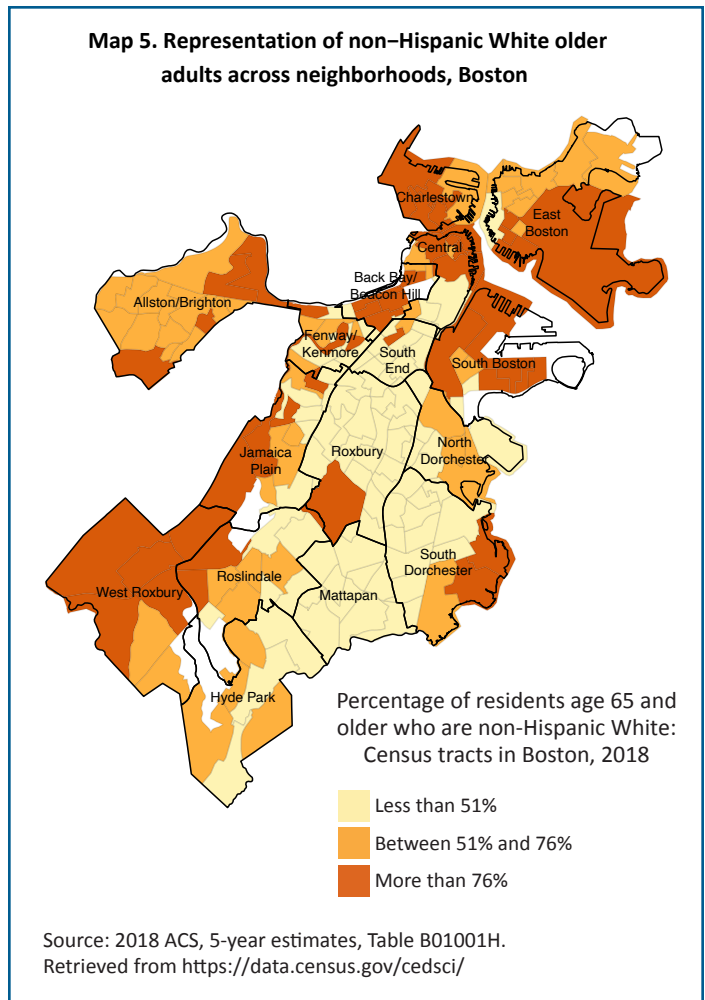 Map 5. Representation of non−Hispanic White older
adults across neighborhoods, Boston
Charlestown
East
Boston
Central
Back Bay/
Beacon Hill
Allston/Brighton
Fenway/
Kenmore
South
End
South Boston
Roxbury
North
Dorchester
Jamaica
Plain
South
Dorchester
West Roxbury
Roslindale
Mattapan
Hyde Park
Percentage of residents age 65 and
older who are non-Hispanic White:
Census tracts in Boston, 2018
Less than 51%
Between 51% and 76%
More than 76%
Source: 2018 ACS, 5-year estimates, Table B01001H.
Retrieved from https://data.census.gov/cedsci/